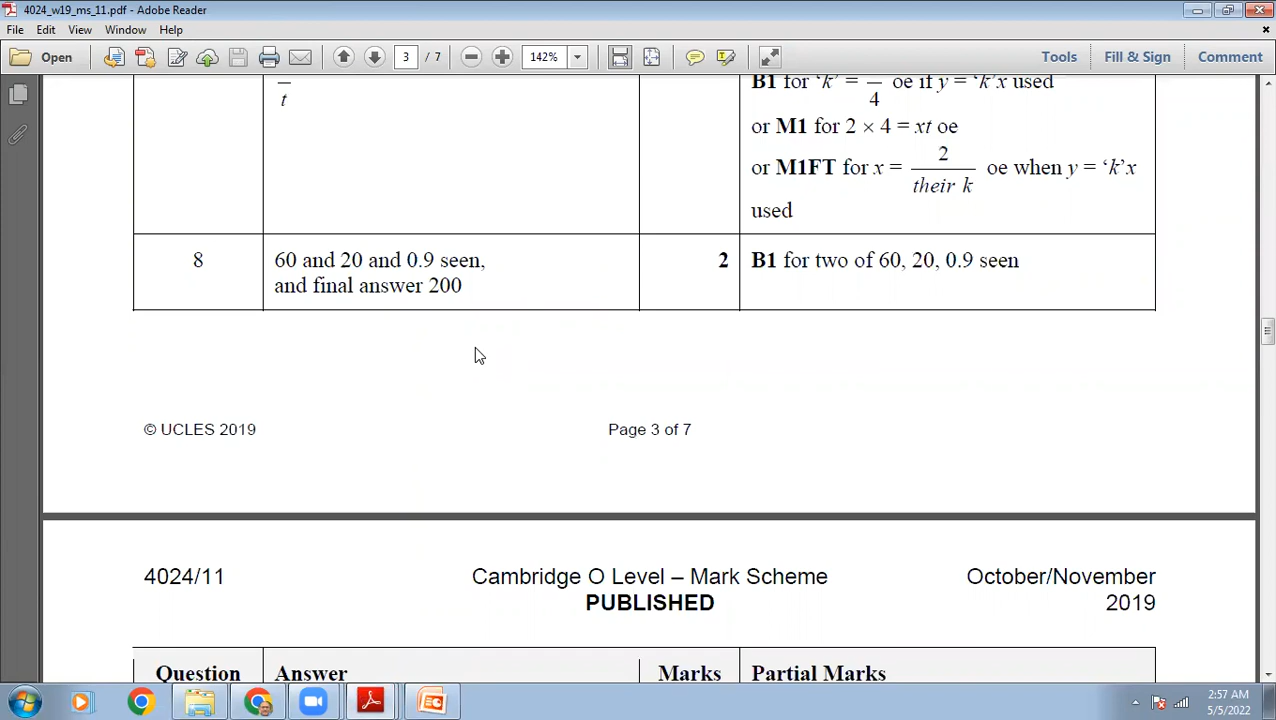 4024_w19_ms_11.pdf - Adobe Reader
File Edit View Window Help
Open 3 / 7 142% Tools Fill & Sign Comment
t
B1 for ‘k’ = — oe if y = ‘k’x used
4
or M1 for 2 × 4 = xt oe
or M1FT for x = 2 / their k oe when y = ‘k’x
used
8 60 and 20 and 0.9 seen, 2 B1 for two of 60, 20, 0.9 seen
and final answer 200
© UCLES 2019 Page 3 of 7
4024/11 Cambridge O Level – Mark Scheme October/November
PUBLISHED 2019
Question Answer Marks Partial Marks
2:57 AM
5/5/2022